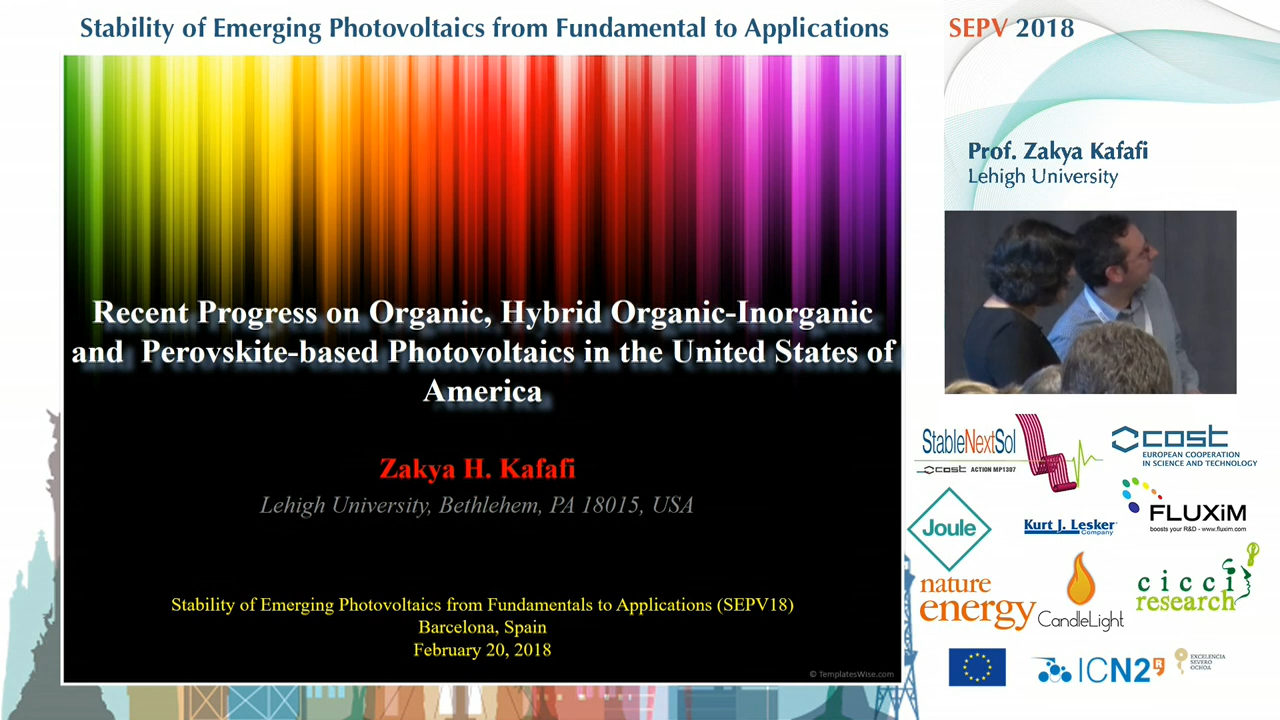 Stability of Emerging Photovoltaics from Fundamental to Applications
SEPV 2018
Recent Progress on Organic, Hybrid Organic-Inorganic
and Perovskite-based Photovoltaics in the United States of
America
Zakya H. Kafafi
Lehigh University, Bethlehem, PA 18015, USA
Stability of Emerging Photovoltaics from Fundamentals to Applications (SEPV18)
Barcelona, Spain
February 20, 2018
© TemplatesWise.com
Prof. Zakya Kafafi
Lehigh University
StableNextSol
cost ACTION MP1307
cost
EUROPEAN COOPERATION
IN SCIENCE AND TECHNOLOGY
Joule
Kurt J. Lesker
Company
FLUXiM
boosts your R&D - www.fluxim.com
nature
energy
CandleLight
cicci
research
ICN2
EXCELENCIA
SEVERO
OCHOA